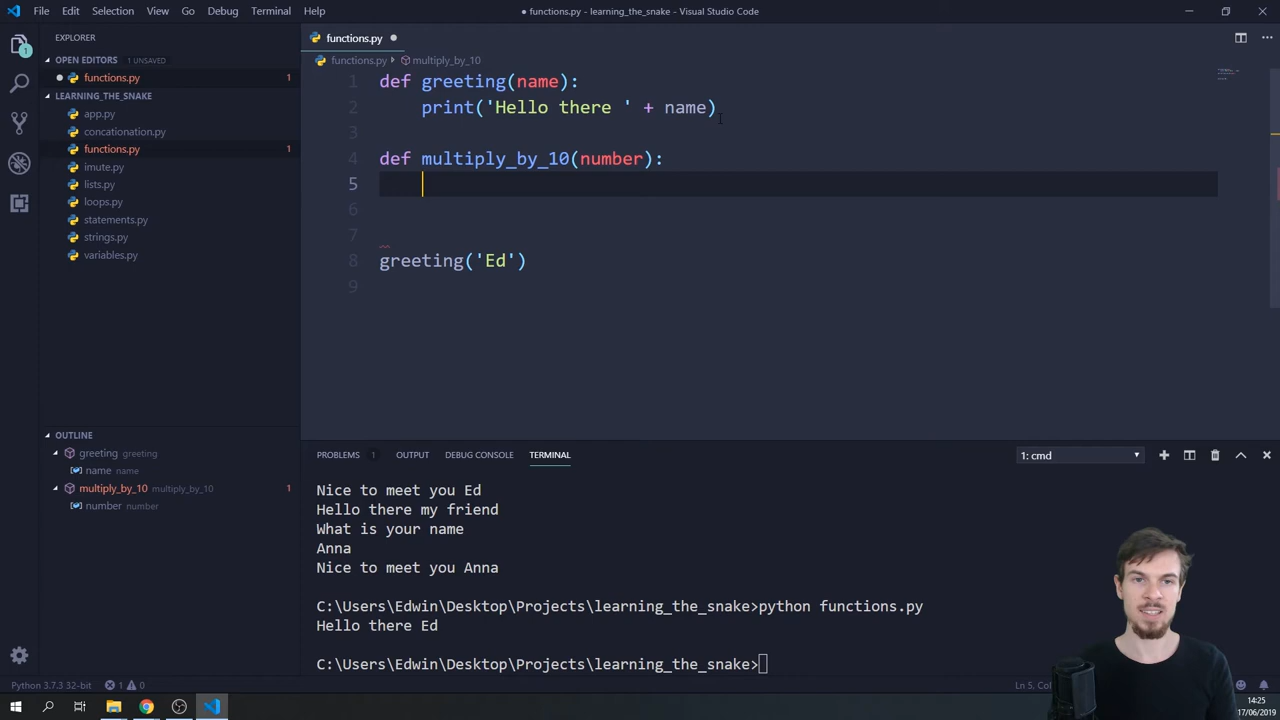 File Edit Selection View Go Debug Terminal Help
● functions.py - learning_the_snake - Visual Studio Code
EXPLORER
functions.py ●
OPEN EDITORS 1 UNSAVED
functions.py multiply_by_10
1
functions.py 1
LEARNING_THE_SNAKE
app.py
concationation.py
functions.py 1
imute.py
lists.py
loops.py
statements.py
strings.py
variables.py
1 def greeting(name):
2 print('Hello there ' + name)
3
4 def multiply_by_10(number):
5
6
7
8 greeting('Ed')
9
OUTLINE
greeting greeting
name name
multiply_by_10 multiply_by_10 1
number number
PROBLEMS 1 OUTPUT DEBUG CONSOLE TERMINAL 1: cmd
Nice to meet you Ed
Hello there my friend
What is your name
Anna
Nice to meet you Anna
C:\Users\Edwin\Desktop\Projects\learning_the_snake>python functions.py
Hello there Ed
C:\Users\Edwin\Desktop\Projects\learning_the_snake>
Python 3.7.3 32-bit 1 0 Ln 5, Col
14:25
17/06/2019